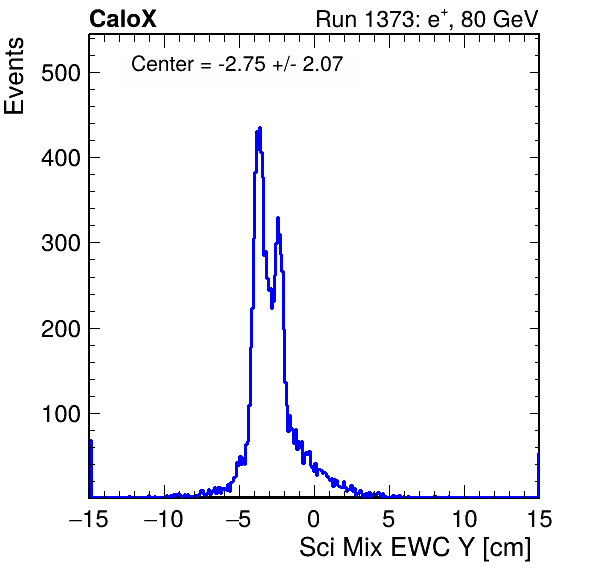 CaloX Run 1373: e⁺, 80 GeV
Events
Center = -2.75 +/- 2.07
500
400
300
200
100
−15 −10 −5 0 5 10 15
Sci Mix EWC Y [cm]